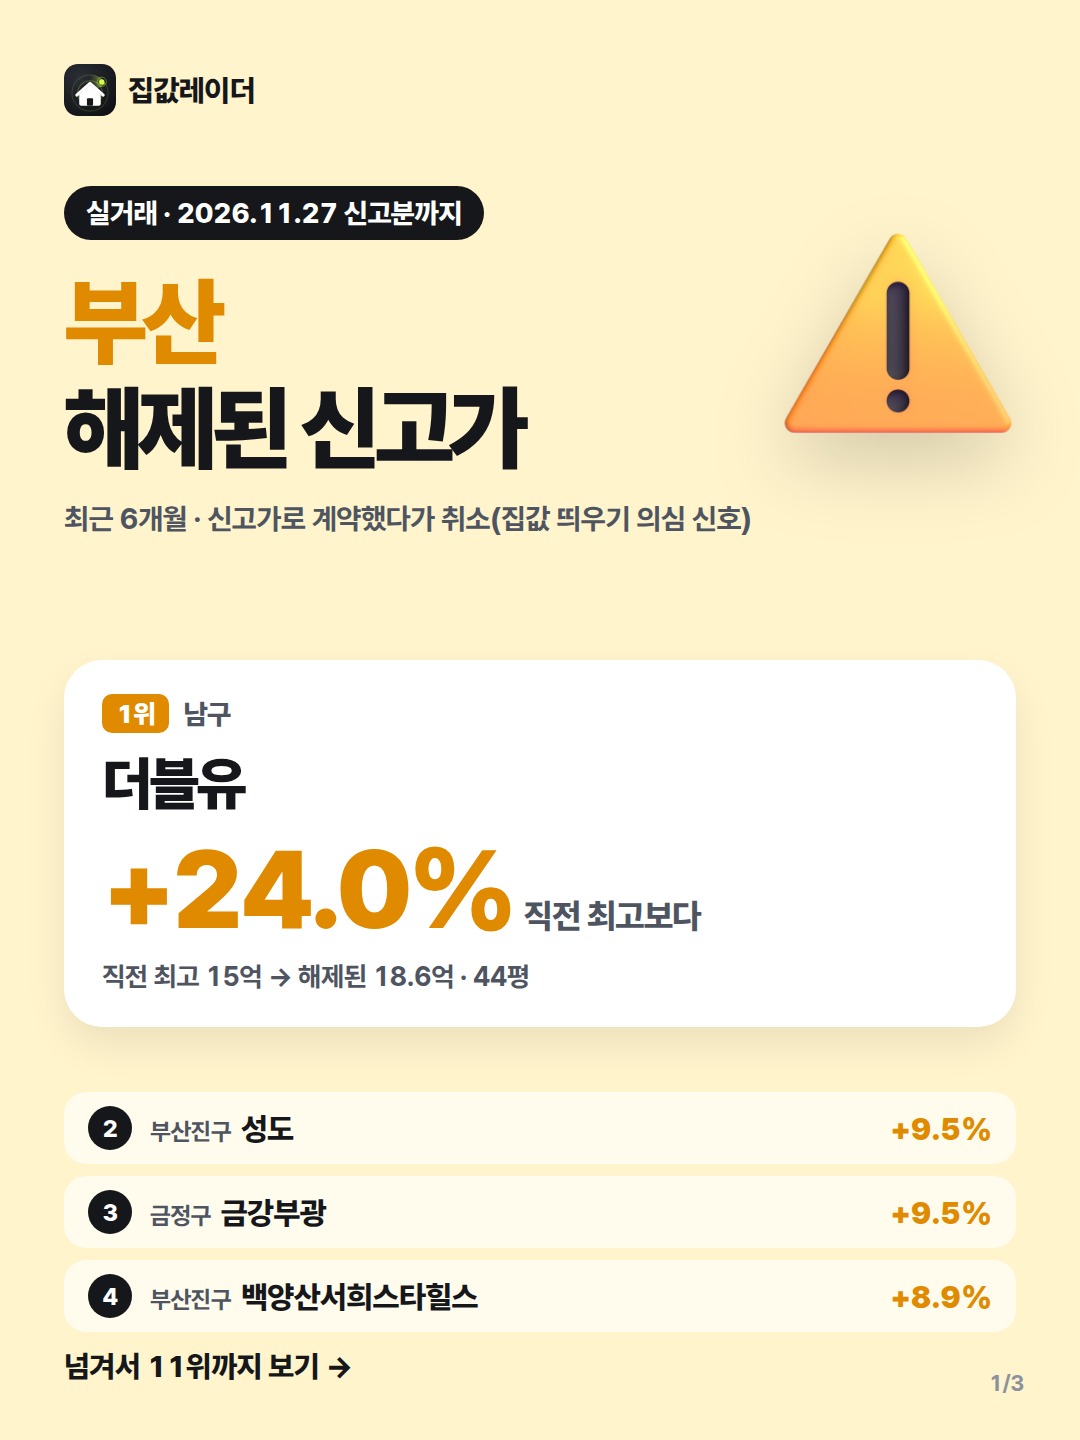 집값레이더
실거래 · 2026.11.27 신고분까지
부산
해제된 신고가
최근 6개월 · 신고가로 계약했다가 취소(집값 띄우기 의심 신호)
1위 남구
더블유
+24.0% 직전 최고보다
직전 최고 15억 → 해제된 18.6억 · 44평
2 부산진구 성도 +9.5%
3 금정구 금강부광 +9.5%
4 부산진구 백양산서희스타힐스 +8.9%
넘겨서 11위까지 보기 →
1/3